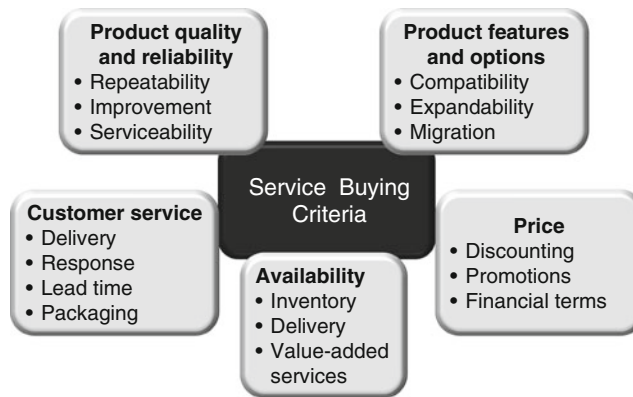 Product quality
and reliability
• Repeatability
• Improvement
• Serviceability
Product features
and options
• Compatibility
• Expandability
• Migration
Service Buying
Criteria
Customer service
• Delivery
• Response
• Lead time
• Packaging
Availability
• Inventory
• Delivery
• Value-added
services
Price
• Discounting
• Promotions
• Financial terms